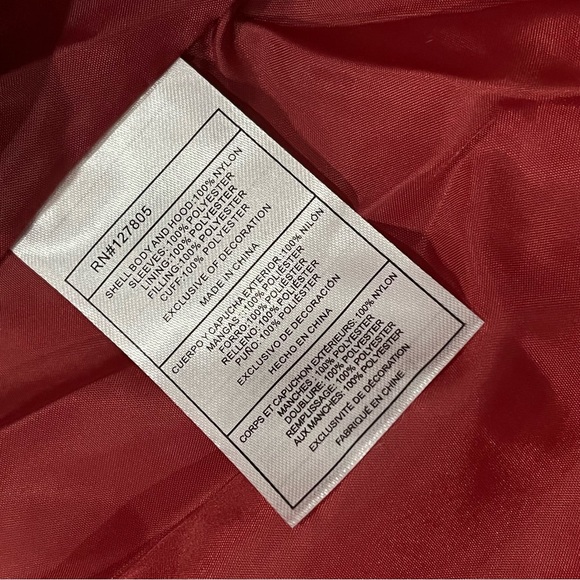 RN#127805
SHELL BODY AND HOOD:100% NYLON
SLEEVES:100% POLYESTER
LINING:100% POLYESTER
FILLING:100% POLYESTER
CUFF:100% POLYESTER
EXCLUSIVE OF DECORATION
MADE IN CHINA
CUERPO Y CAPUCHA EXTERIOR :100% NILÓN
MANGAS: :100% POLIÉSTER
FORRO:100% POLIÉSTER
RELLENO:100% POLIÉSTER
PURO: 100% POLIÉSTER
EXCLUSIVO DE DECORACIÓN
HECHO EN CHINA
CORPS ET CAPUCHON EXTÉRIEURS: 100% NYLON
MANCHES : 100% POLYESTER
DOUBLURE: 100% POLYESTER
REMPLISSAGE: 100% POLYESTER
AUX MANCHES: 100% POLYESTER
EXCLUSIVITÉ DE DÉCORATION
FABRIQUÉ EN CHINE